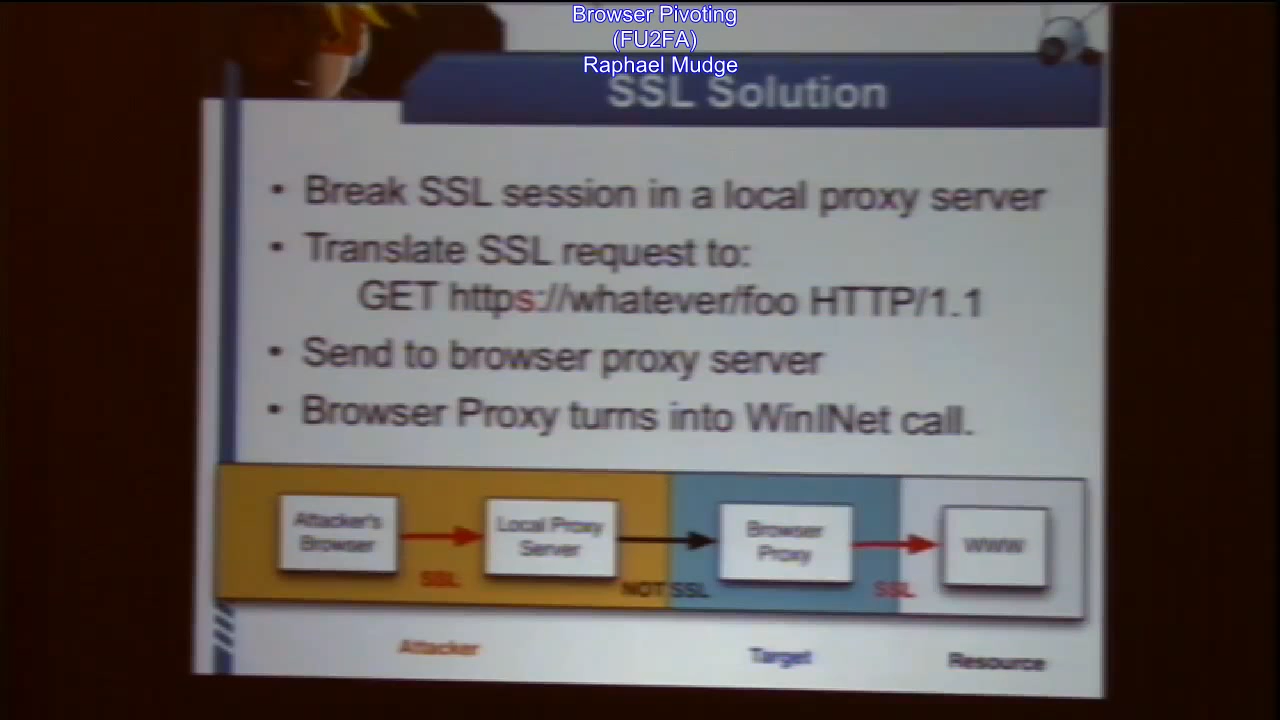 Browser Pivoting
(FU2FA)
Raphael Mudge
SSL Solution
• Break SSL session in a local proxy server
• Translate SSL request to:
GET https://whatever/foo HTTP/1.1
• Send to browser proxy server
• Browser Proxy turns into WinINet call.
Attacker's
Browser
SSL
Local Proxy
Server
NOT SSL
Browser
Proxy
SSL
WWW
Attacker
Target
Resource